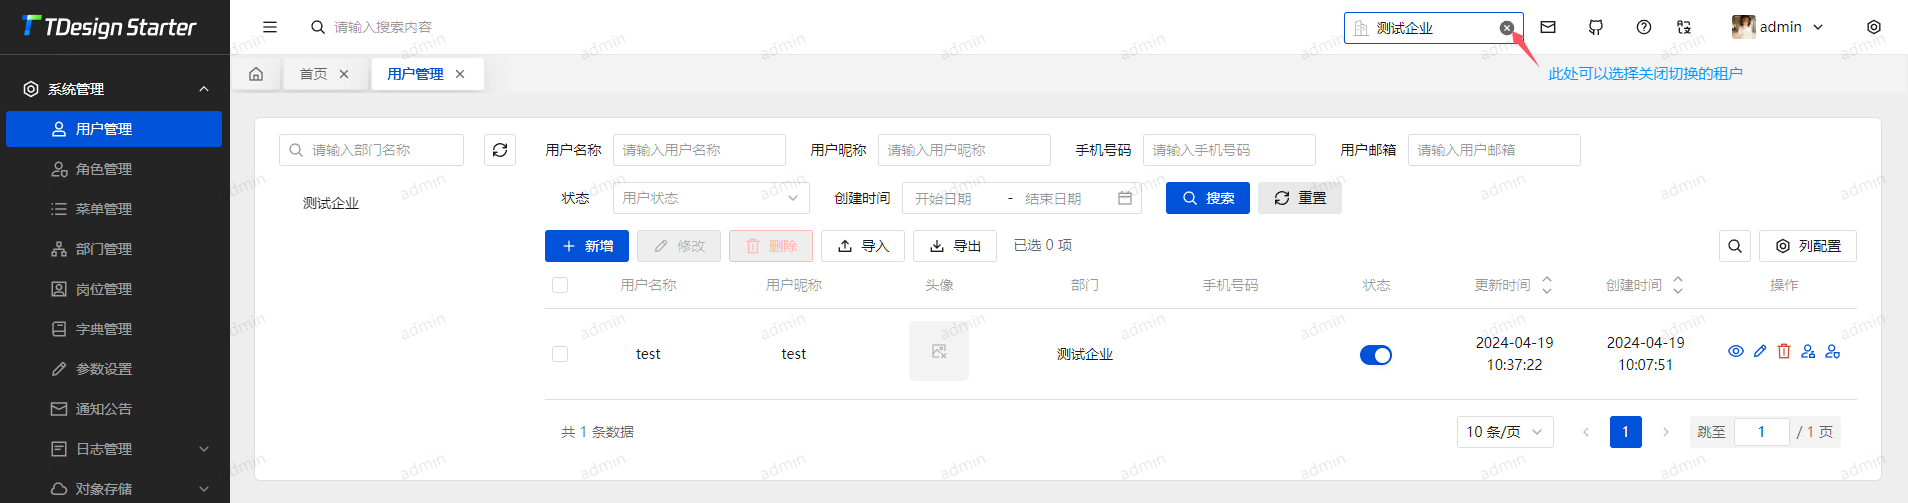 TDesign Starter
请输入搜索内容
测试企业
admin
此处可以选择关闭切换的租户
首页
用户管理
系统管理
用户管理
角色管理
菜单管理
部门管理
岗位管理
字典管理
参数设置
通知公告
日志管理
对象存储
请输入部门名称
测试企业
用户名称 请输入用户名称 用户昵称 请输入用户昵称 手机号码 请输入手机号码 用户邮箱 请输入用户邮箱
状态 用户状态 创建时间 开始日期 - 结束日期 搜索 重置
新增 修改 删除 导入 导出 已选 0 项 列配置
用户名称 用户昵称 头像 部门 手机号码 状态 更新时间 创建时间 操作
test test 测试企业 2024-04-19 10:37:22 2024-04-19 10:07:51
共 1 条数据 10 条/页 1 跳至 1 / 1 页
admin